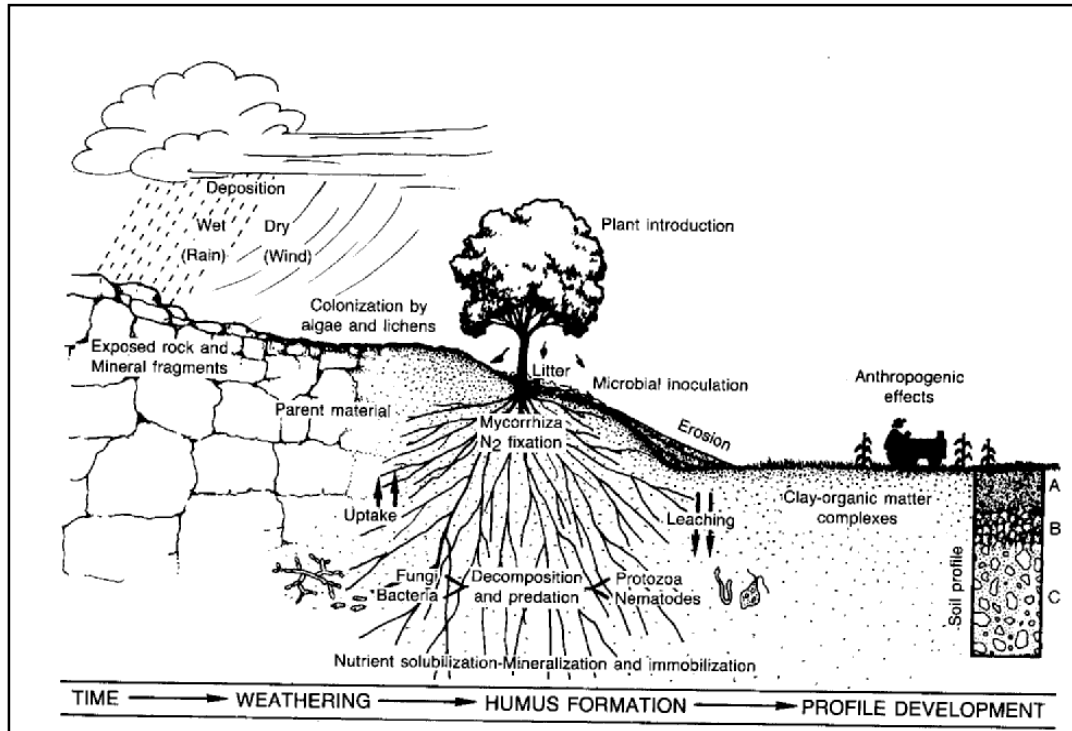 Deposition
Wet Dry
(Rain) (Wind)
Plant introduction
Colonization by
algae and lichens
Exposed rock and
Mineral fragments
Litter
Microbial inoculation
Anthropogenic
effects
Parent material
Mycorrhiza
N2 fixation
Erosion
Uptake
Leaching
Clay-organic matter
complexes
A
B
C
Soil profile
Fungi
Bacteria
Decomposition
and predation
Protozoa
Nematodes
Nutrient solubilization-Mineralization and immobilization
TIME WEATHERING HUMUS FORMATION PROFILE DEVELOPMENT